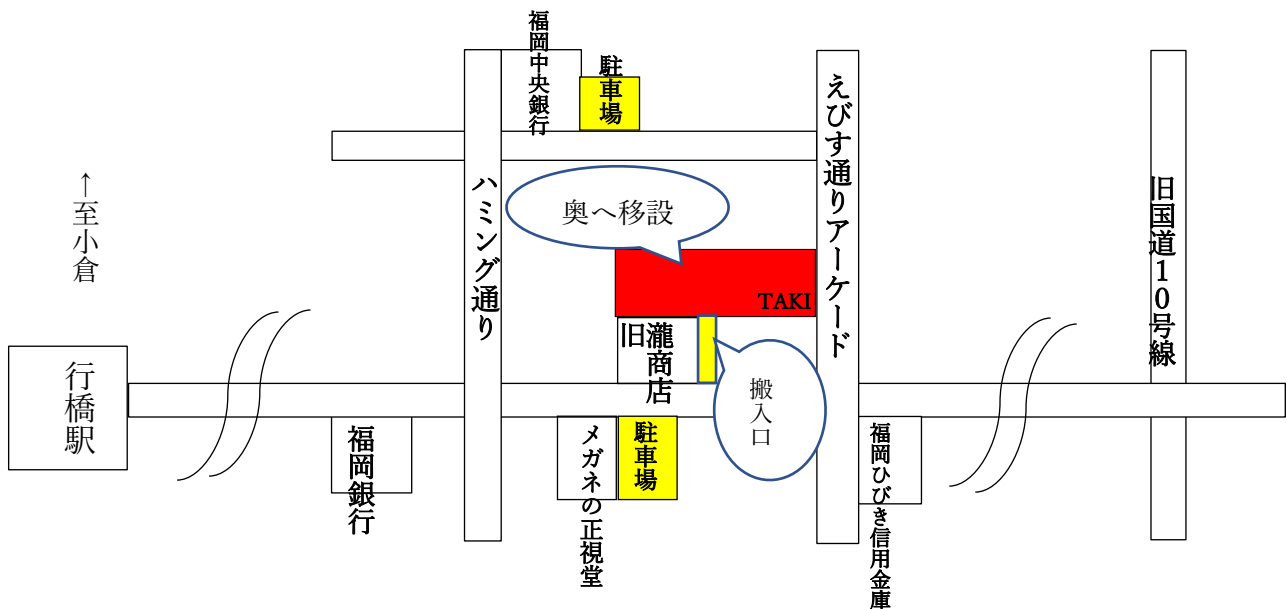 福岡中央銀行
駐車場
えびす通りアーケード
旧国道10号線
↑至小倉
ハミング通り
奥へ移設
TAKI
旧瀧商店
搬入口
行橋駅
福岡銀行
メガネの正視堂
駐車場
福岡ひびき信用金庫